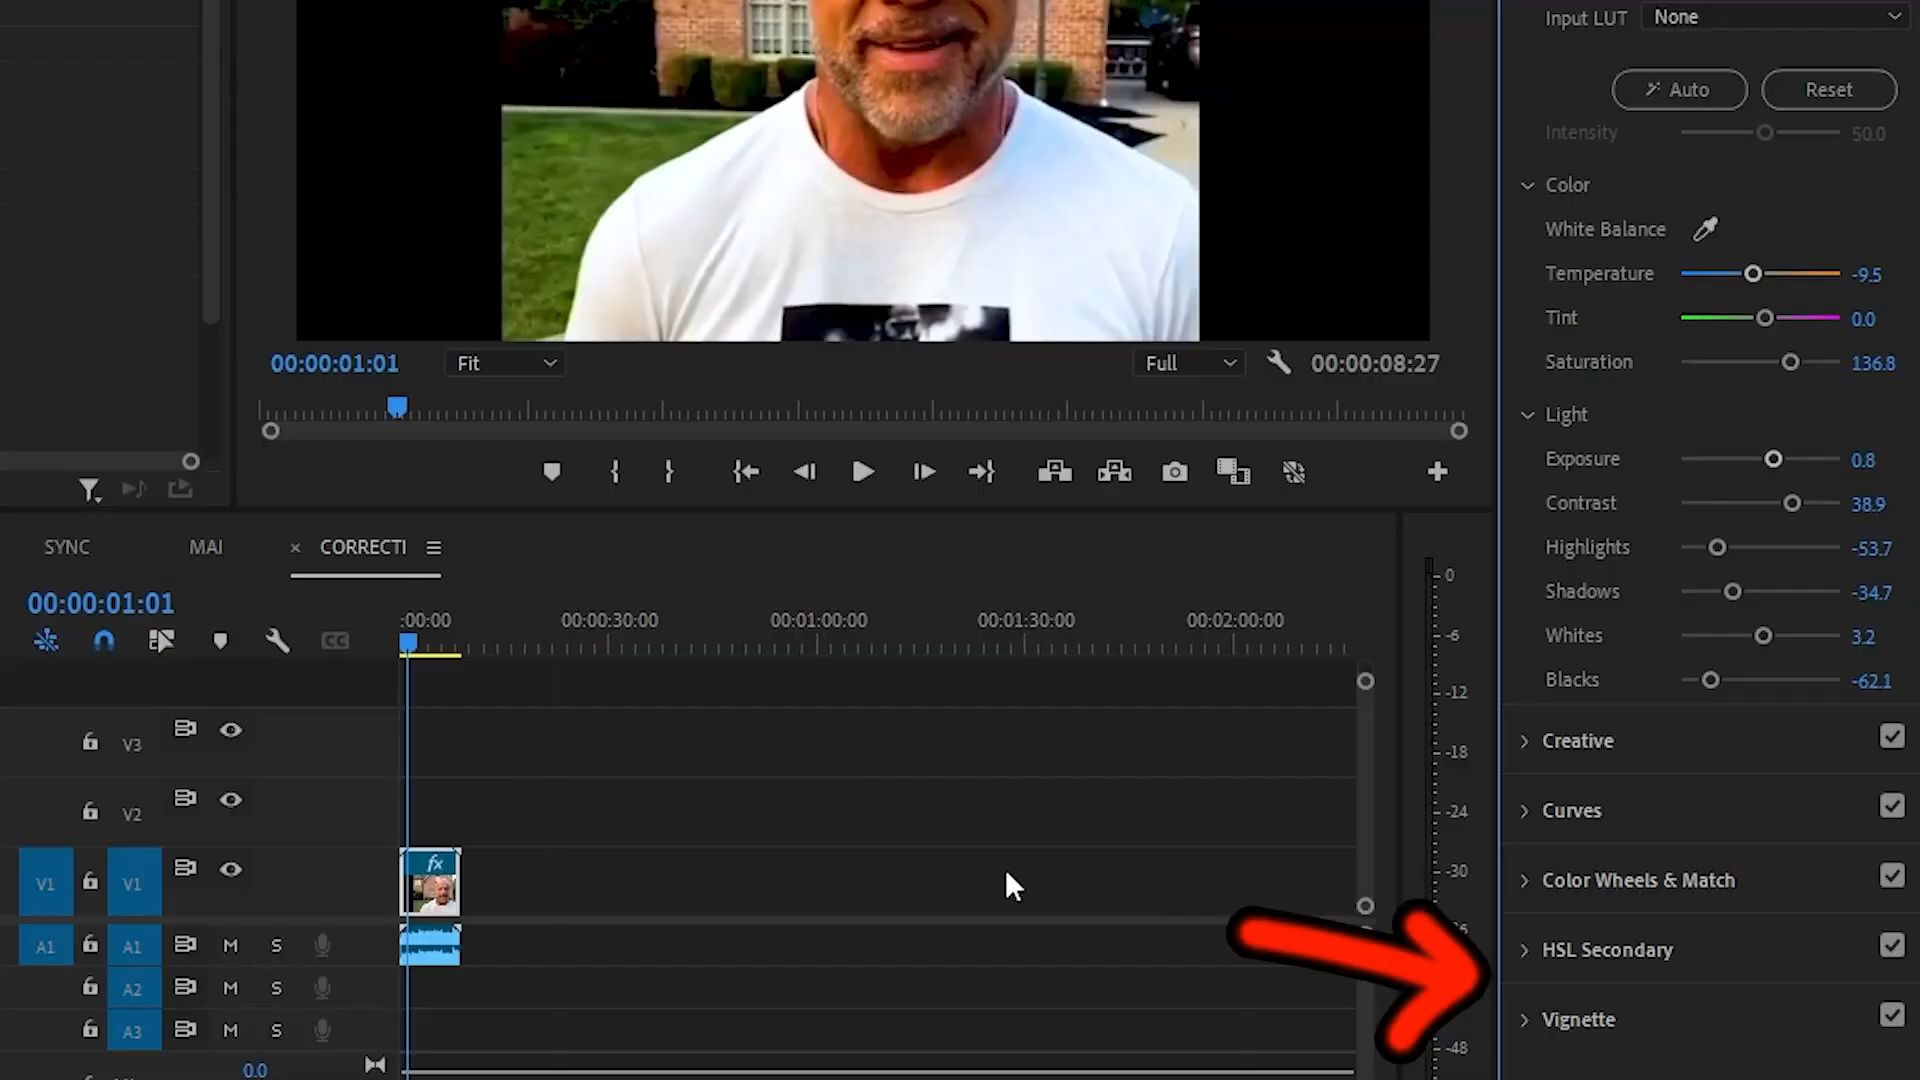 Input LUT None
Auto Reset
Intensity 50.0
Color
White Balance
Temperature -9.5
Tint 0.0
Saturation 136.8
Light
Exposure 0.8
Contrast 38.9
Highlights -53.7
Shadows -34.7
Whites 3.2
Blacks -62.1
Creative
Curves
Color Wheels & Match
HSL Secondary
Vignette
00:00:01:01 Fit Full 00:00:08:27
SYNC MAI × CORRECTI
00:00:01:01
:00:00 00:00:30:00 00:01:00:00 00:01:30:00 00:02:00:00
CC
V3
V2
V1 V1 fx
A1 A1 M S
A2 M S
A3 M S
0.0
0
-6
-12
-18
-24
-30
-48